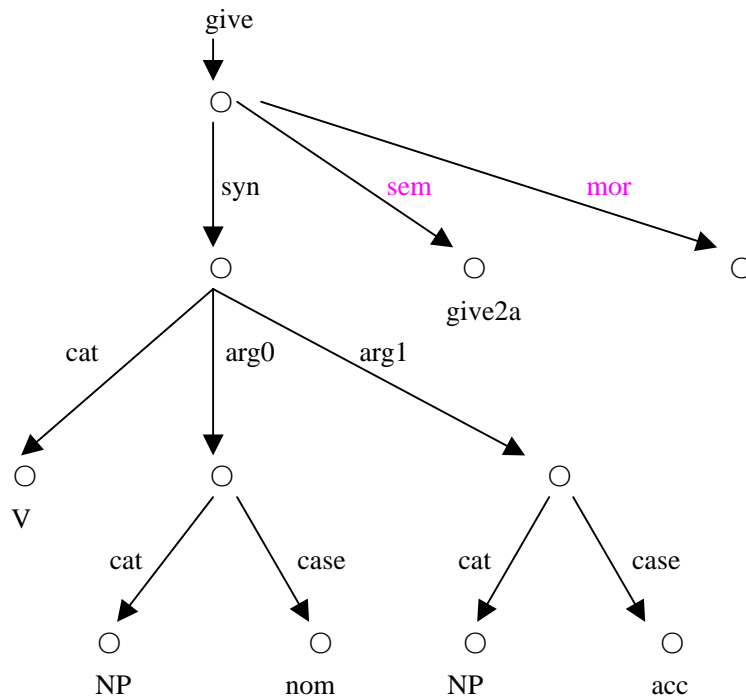 give
syn sem mor
give2a
cat arg0 arg1
V
cat case cat case
NP nom NP acc